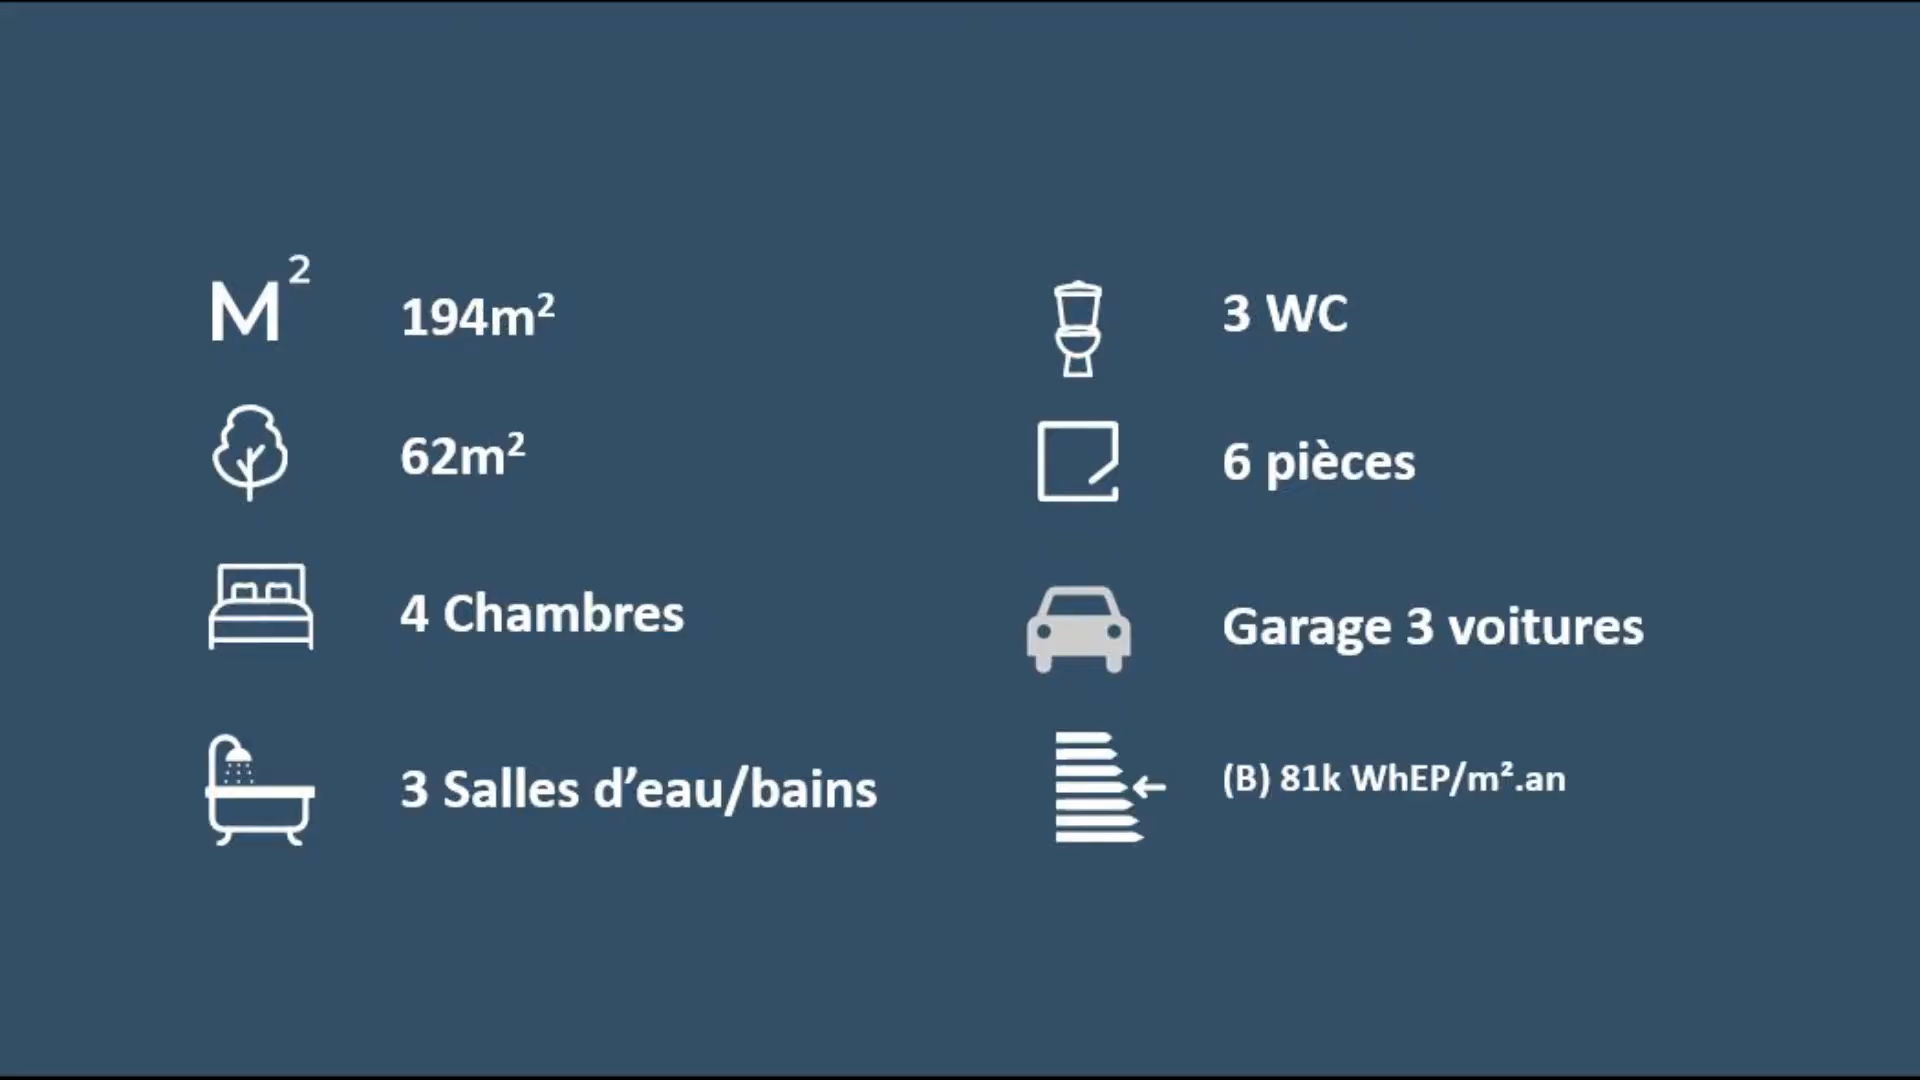 M²
194m²
62m²
4 Chambres
3 Salles d’eau/bains
3 WC
6 pièces
Garage 3 voitures
(B) 81k WhEP/m².an